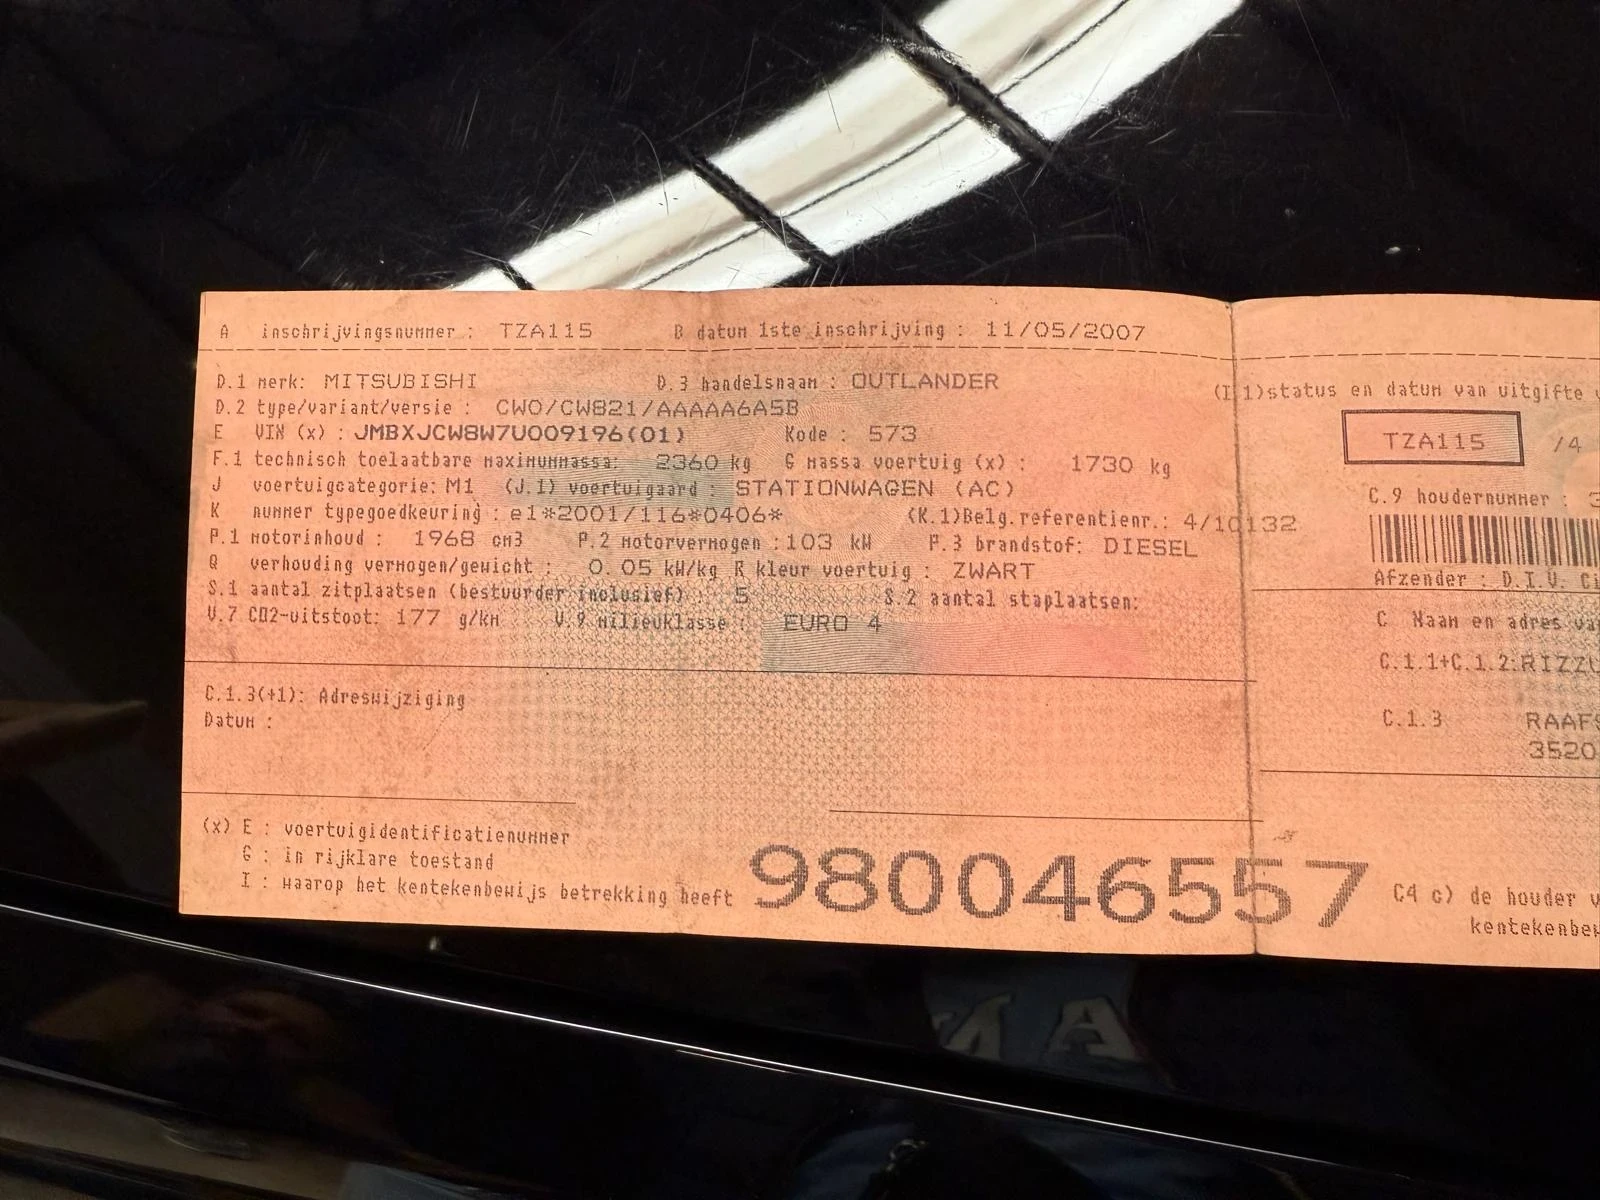 A inschrijvingsnummer : TZA115 B datum 1ste inschrijving : 11/05/2007
D.1 merk: MITSUBISHI D.3 handelsnaam : OUTLANDER
D.2 type/variant/versie : CW0/CW821/AAAAA6A5B
E VIN (x) : JMBXJCW8W7U009196(01) Kode : 573
F.1 technisch toelaatbare maximummassa: 2360 kg G massa voertuig (x) : 1730 kg
J voertuigcategorie: M1 (J.1) voertuigaard : STATIONWAGEN (AC)
K nummer typegoedkeuring : e1*2001/116*0406* (K.1)Belg.referentienr.: 4/10132
P.1 motorinhoud : 1968 cm3 P.2 motorvermogen :103 kW P.3 brandstof: DIESEL
Q verhouding vermogen/gewicht : 0.05 kW/kg R kleur voertuig : ZWART
S.1 aantal zitplaatsen (bestuurder inclusief) : 5 S.2 aantal staplaatsen:
V.7 CO2-uitstoot: 177 g/km V.9 milieuklasse : EURO 4
C.1.3(+1): Adreswijziging
Datum :
(x) E : voertuigidentificatienummer
G : in rijklare toestand
I : waarop het kentekenbewijs betrekking heeft
980046557
(I.1)status en datum van uitgifte
TZA115 /4
C.9 houdernummer :
Afzender : D.I.V.
C Naam en adres
C.1.1+C.1.2:RIZZU
C.1.3 RAAFS
3520
C4 c) de houder
kentekenbew
MA